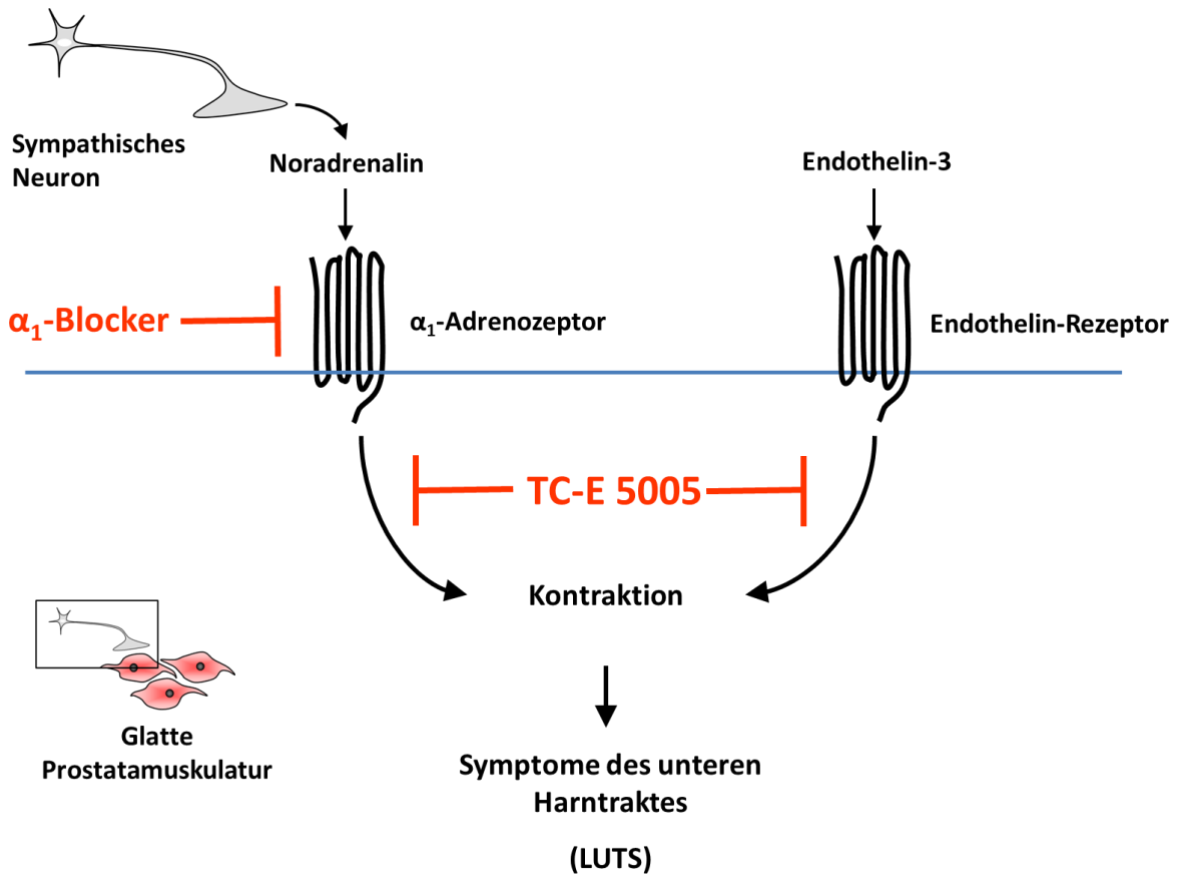 Sympathisches
Neuron
Noradrenalin
Endothelin-3
α₁-Blocker
α₁-Adrenozeptor
Endothelin-Rezeptor
TC-E 5005
Kontraktion
Glatte
Prostatamuskulatur
Symptome des unteren
Harntraktes
(LUTS)